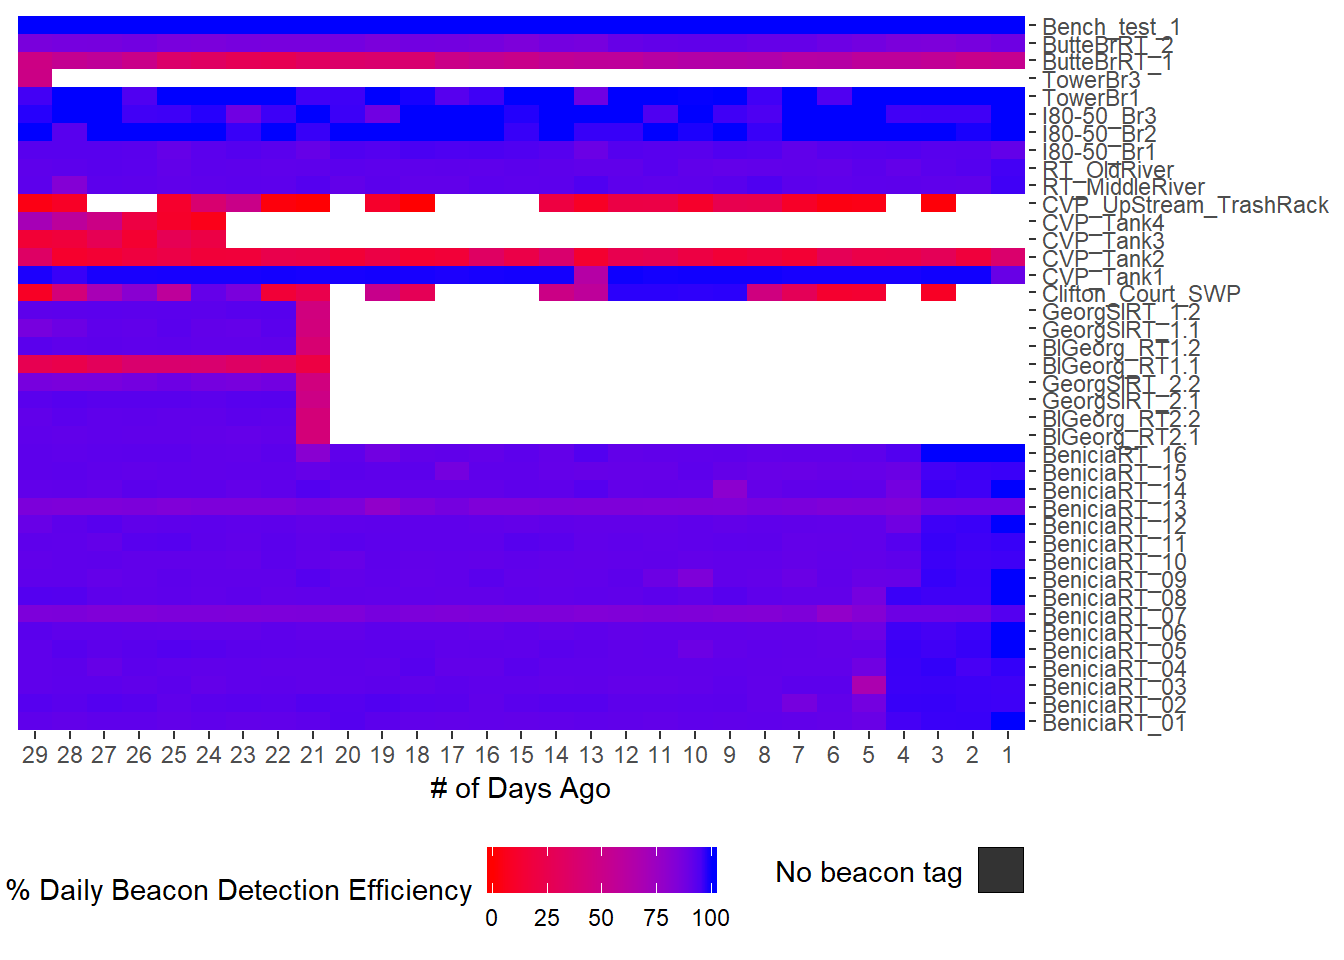 Bench_test_1
ButteBrRT_2
ButteBrRT_1
TowerBr3
TowerBr1
I80-50_Br3
I80-50_Br2
I80-50_Br1
RT_OldRiver
RT_MiddleRiver
CVP_UpStream_TrashRack
CVP_Tank4
CVP_Tank3
CVP_Tank2
CVP_Tank1
Clifton_Court_SWP
GeorgSlRT_1.2
GeorgSlRT_1.1
BlGeorg_RT1.2
BlGeorg_RT1.1
GeorgSlRT_2.2
GeorgSlRT_2.1
BlGeorg_RT2.2
BlGeorg_RT2.1
BeniciaRT_16
BeniciaRT_15
BeniciaRT_14
BeniciaRT_13
BeniciaRT_12
BeniciaRT_11
BeniciaRT_10
BeniciaRT_09
BeniciaRT_08
BeniciaRT_07
BeniciaRT_06
BeniciaRT_05
BeniciaRT_04
BeniciaRT_03
BeniciaRT_02
BeniciaRT_01
29 28 27 26 25 24 23 22 21 20 19 18 17 16 15 14 13 12 11 10 9 8 7 6 5 4 3 2 1
# of Days Ago
% Daily Beacon Detection Efficiency
0 25 50 75 100
No beacon tag